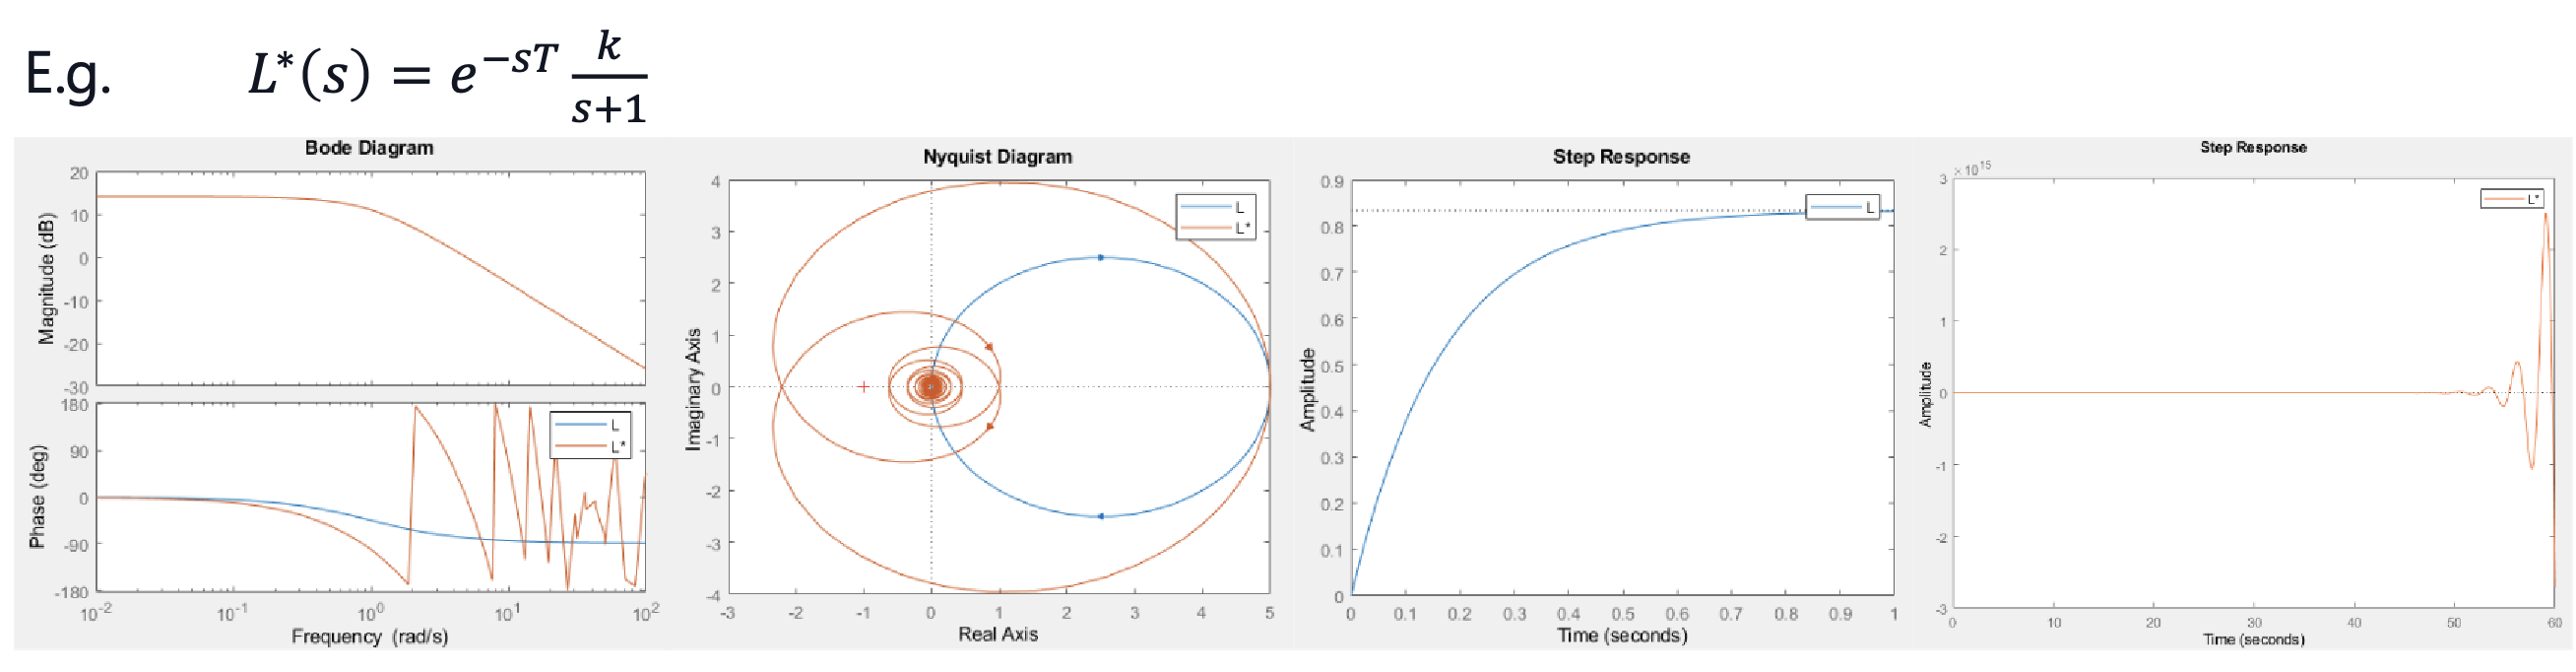 E.g. L*(s) = e^{-sT} \frac{k}{s+1}
Bode Diagram
Magnitude (dB)
20
10
0
-10
-20
-30
Phase (deg)
180
90
0
-90
-180
L
L*
10^{-2} 10^{-1} 10^{0} 10^{1} 10^{2}
Frequency (rad/s)
Nyquist Diagram
Imaginary Axis
4
3
2
1
0
-1
-2
-3
-4
L
L*
-3 -2 -1 0 1 2 3 4 5
Real Axis
Step Response
Amplitude
0.9
0.8
0.7
0.6
0.5
0.4
0.3
0.2
0.1
0
L
0 0.1 0.2 0.3 0.4 0.5 0.6 0.7 0.8 0.9 1
Time (seconds)
Step Response
×10^{15}
Amplitude
3
2
1
0
-1
-2
-3
L*
0 10 20 30 40 50 60
Time (seconds)